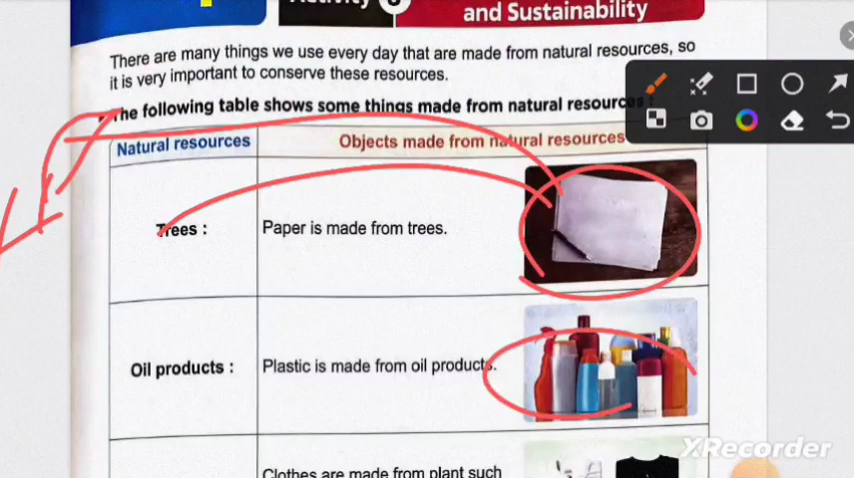 and Sustainability
There are many things we use every day that are made from natural resources, so
it is very important to conserve these resources.
The following table shows some things made from natural resources :
Natural resources
Objects made from natural resources
Trees :
Paper is made from trees.
Oil products :
Plastic is made from oil products.
Clothes are made from plant such
XRecorder